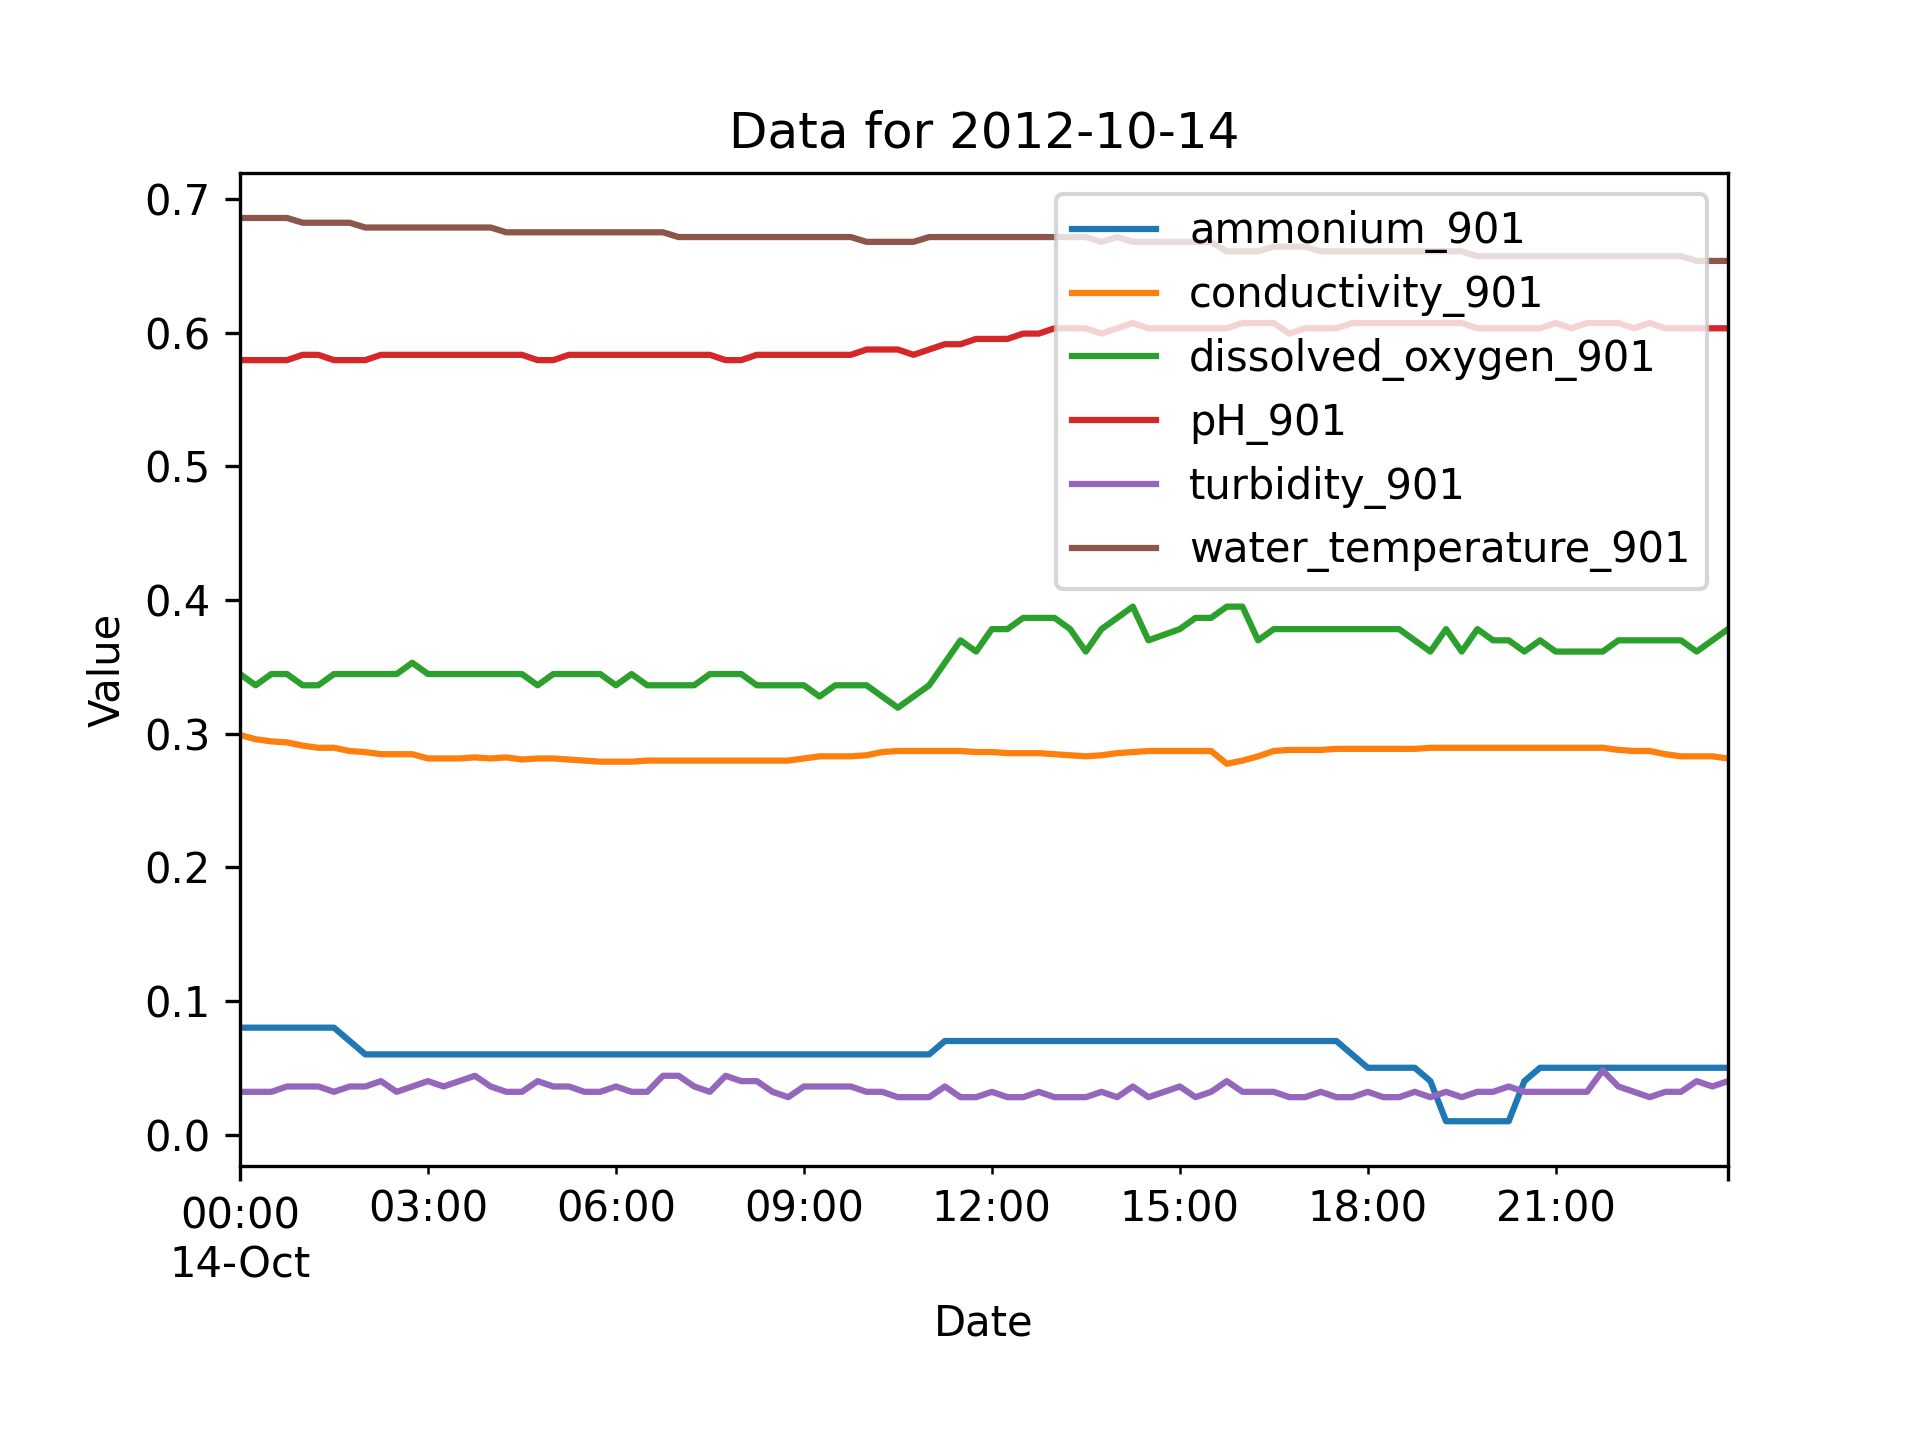 Data for 2012-10-14
0.7
0.6
0.5
0.4
0.3
0.2
0.1
0.0
Value
ammonium_901
conductivity_901
dissolved_oxygen_901
pH_901
turbidity_901
water_temperature_901
00:00 03:00 06:00 09:00 12:00 15:00 18:00 21:00
14-Oct
Date